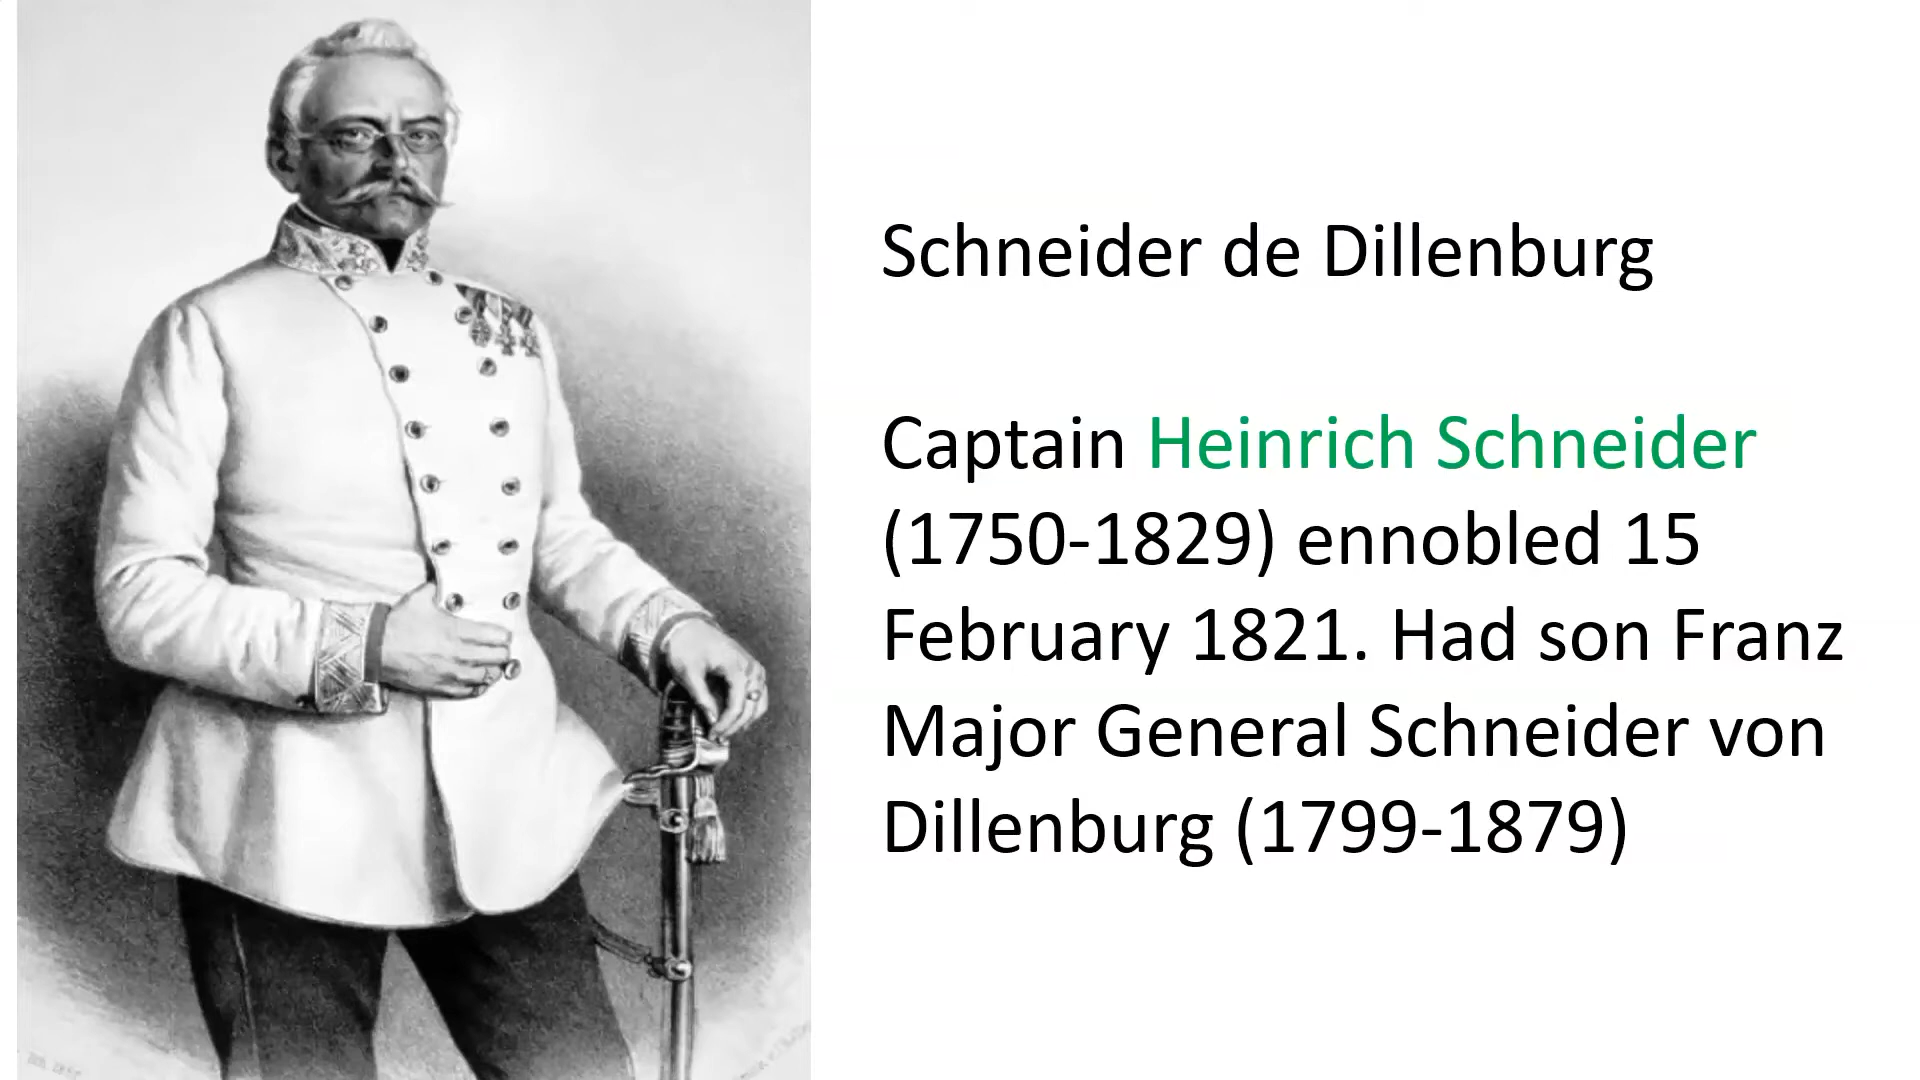 Schneider de Dillenburg
Captain Heinrich Schneider
(1750-1829) ennobled 15
February 1821. Had son Franz
Major General Schneider von
Dillenburg (1799-1879)